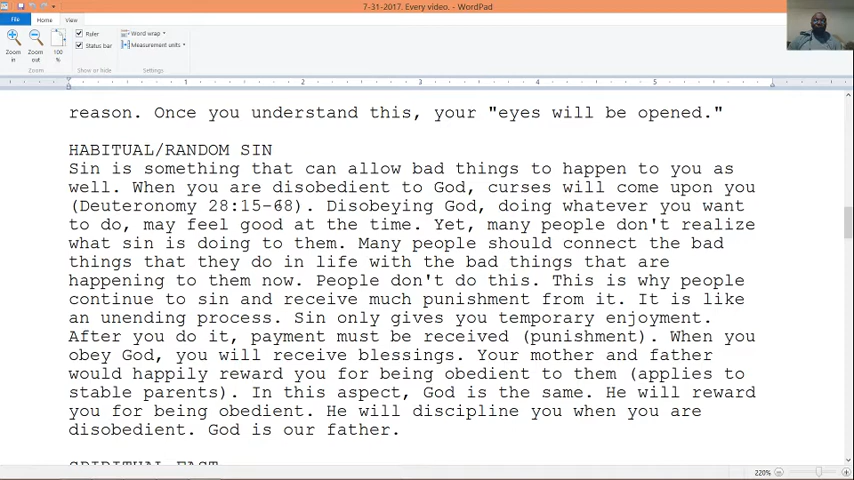 7-31-2017. Every video. - WordPad
File Home View
Zoom in
Zoom out
100 %
Ruler
Status bar
Word wrap
Measurement units
Zoom
Show or hide
Settings
1 2 3 4 5
reason. Once you understand this, your "eyes will be opened."
HABITUAL/RANDOM SIN
Sin is something that can allow bad things to happen to you as
well. When you are disobedient to God, curses will come upon you
(Deuteronomy 28:15-68). Disobeying God, doing whatever you want
to do, may feel good at the time. Yet, many people don't realize
what sin is doing to them. Many people should connect the bad
things that they do in life with the bad things that are
happening to them now. People don't do this. This is why people
continue to sin and receive much punishment from it. It is like
an unending process. Sin only gives you temporary enjoyment.
After you do it, payment must be received (punishment). When you
obey God, you will receive blessings. Your mother and father
would happily reward you for being obedient to them (applies to
stable parents). In this aspect, God is the same. He will reward
you for being obedient. He will discipline you when you are
disobedient. God is our father.
SPIRITUAL FAST
220%